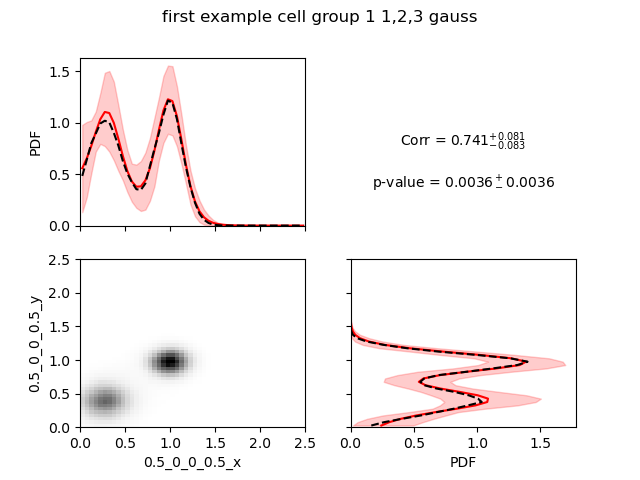 first example cell group 1 1,2,3 gauss
1.5
1.0
0.5
0.0
PDF
Corr = 0.741^{+0.081}_{-0.083}
p-value = 0.0036^{+}_{-}0.0036
2.5
2.0
1.5
1.0
0.5
0.0
0.5_0_0_0.5_y
0.0 0.5 1.0 1.5 2.0 2.5
0.5_0_0_0.5_x
0.0 0.5 1.0 1.5
PDF